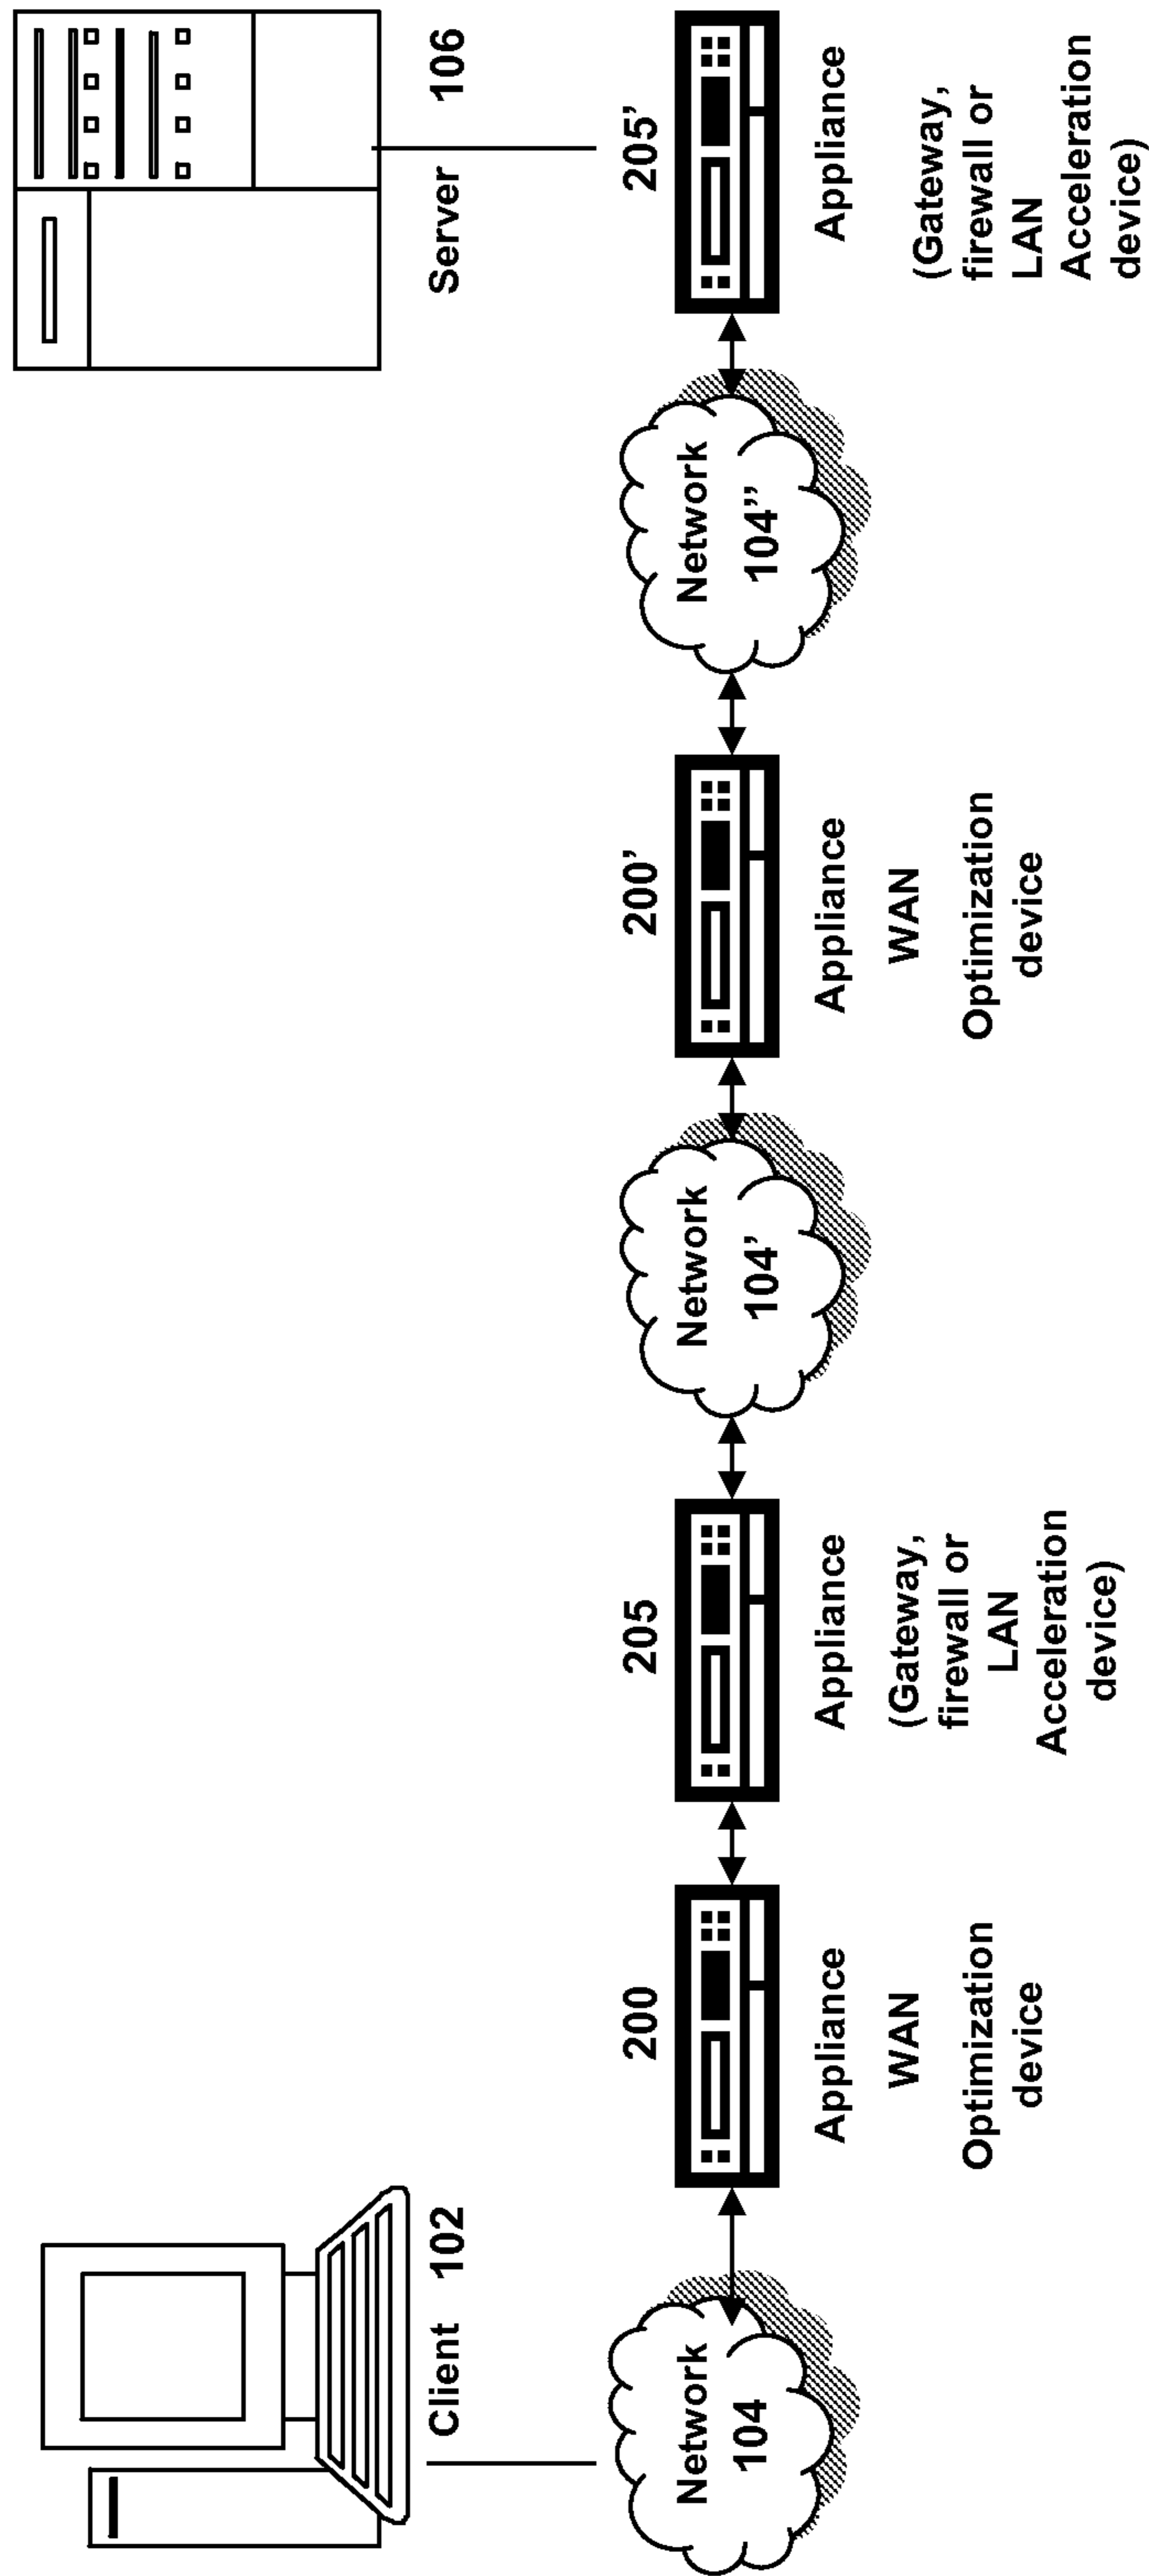 Client 102
Server 106
Network
104
200
Appliance
WAN
Optimization
device
205
Appliance
(Gateway,
firewall or
LAN
Acceleration
device)
Network
104’
200’
Appliance
WAN
Optimization
device
Network
104’’
205’
Appliance
(Gateway,
firewall or
LAN
Acceleration
device)